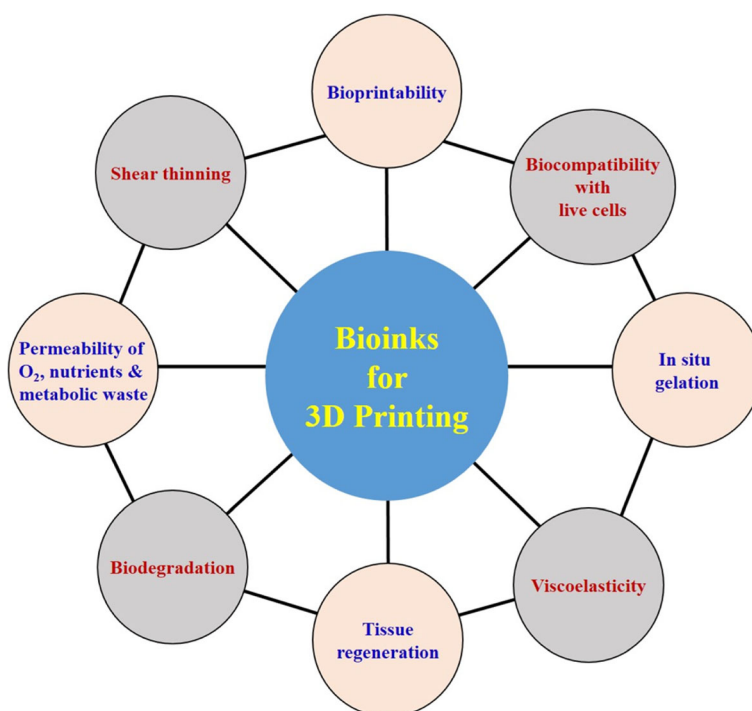 Bioprintability
Shear thinning
Biocompatibility
with
live cells
Permeability of
O₂, nutrients &
metabolic waste
Bioinks
for
3D Printing
In situ
gelation
Biodegradation
Viscoelasticity
Tissue
regeneration